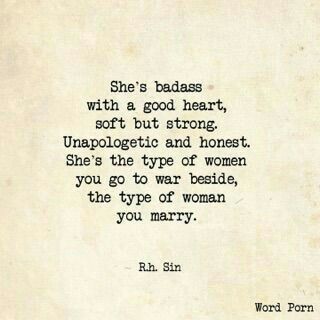 She's badass
with a good heart,
soft but strong.
Unapologetic and honest.
She's the type of women
you go to war beside,
the type of woman
you marry.
~ R.h. Sin
Word Porn